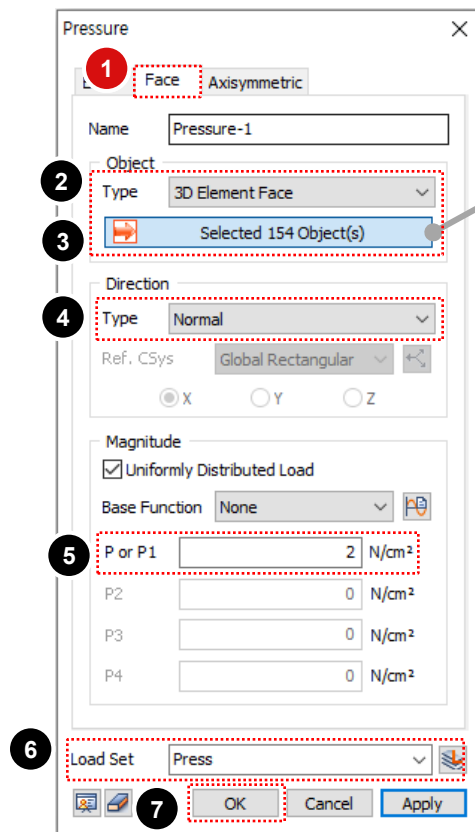 Pressure
1
Face Axisymmetric
Name Pressure-1
Object
2 Type 3D Element Face
3 Selected 154 Object(s)
Direction
4 Type Normal
Ref. CSys Global Rectangular
X Y Z
Magnitude
Uniformly Distributed Load
Base Function None
5 P or P1 2 N/cm²
P2 0 N/cm²
P3 0 N/cm²
P4 0 N/cm²
6 Load Set Press
7 OK Cancel Apply